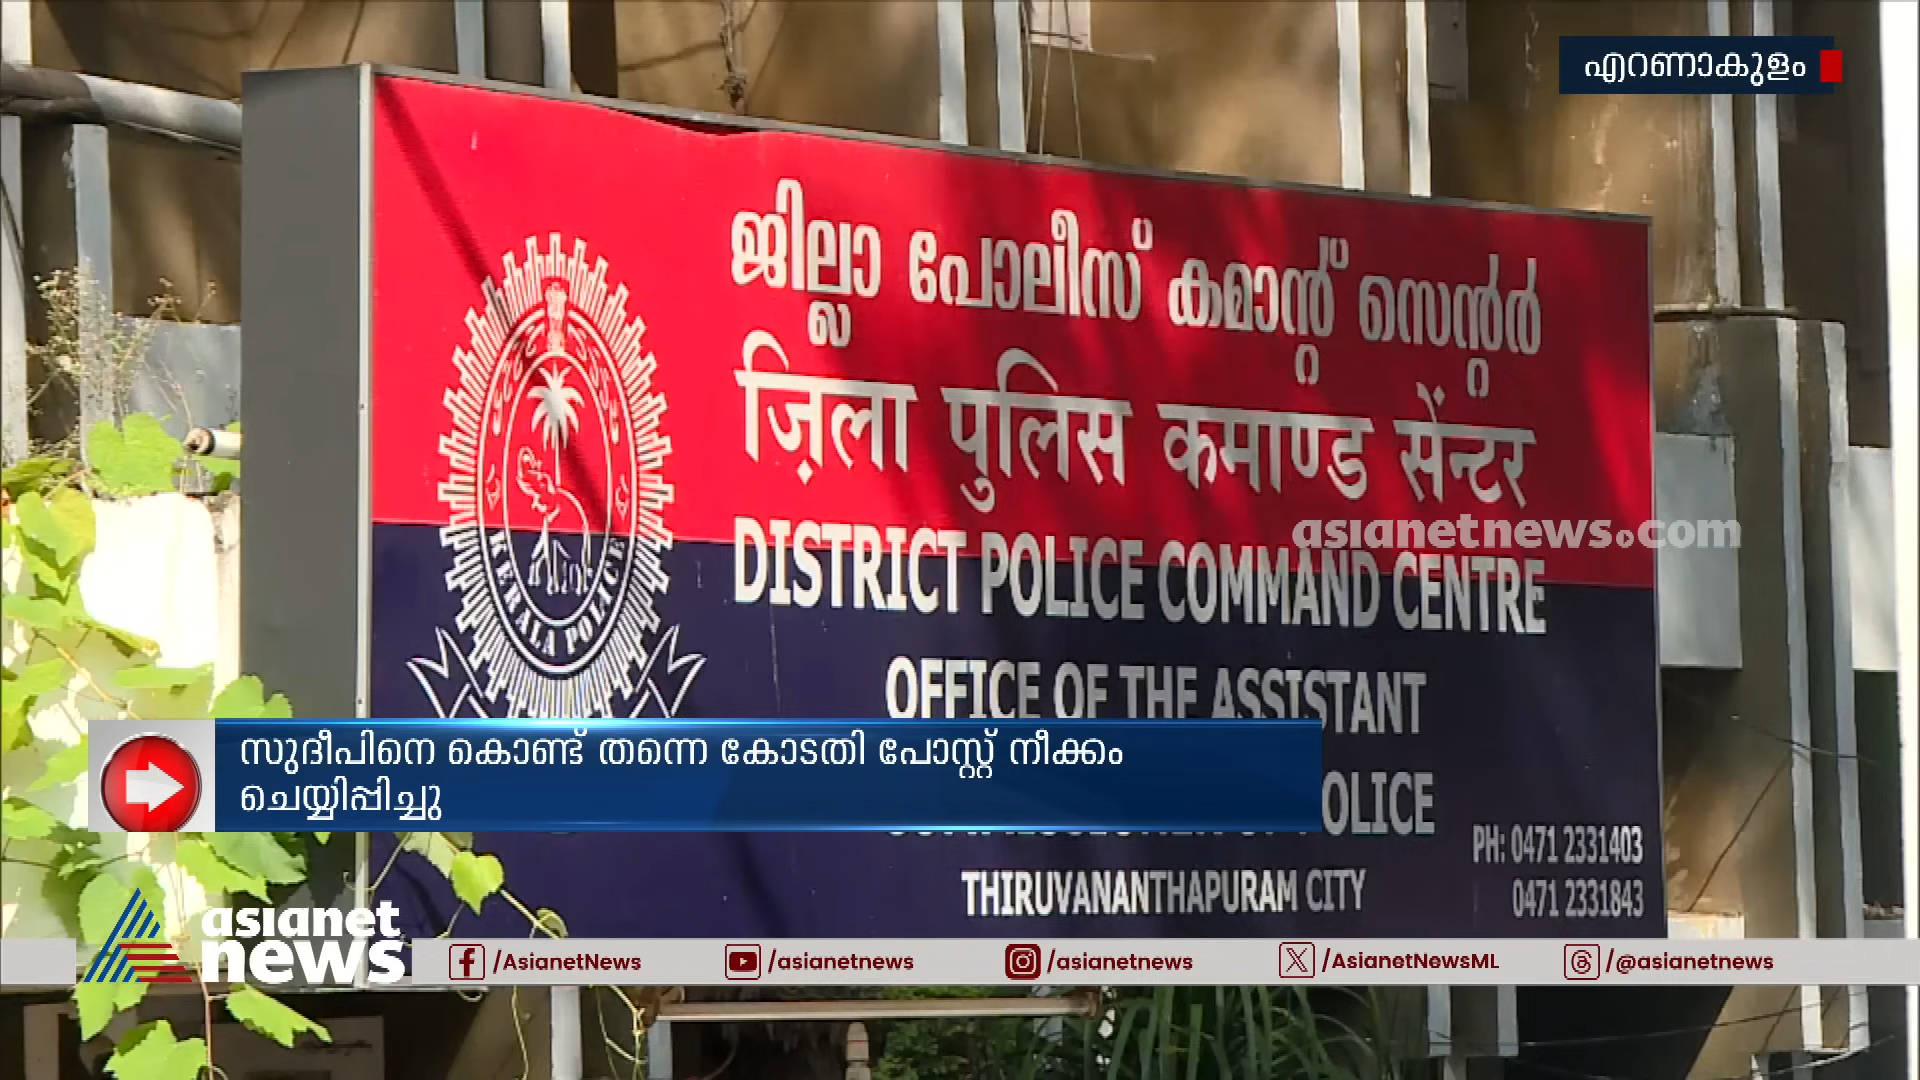 എറണാകുളം
ജില്ലാ പോലീസ് കമാന്റ് സെന്റർ
ज़िला पुलिस कमाण्ड सेंन्टर
asianetnews.com
DISTRICT POLICE COMMAND CENTRE
KERALA POLICE
OFFICE OF THE ASSISTANT
സുദീപിനെ കൊണ്ട് തന്നെ കോടതി പോസ്റ്റ് നീക്കം
ചെയ്യിപ്പിച്ചു
POLICE
PH: 0471 2331403
0471 2331843
THIRUVANANTHAPURAM CITY
asianet
news
/AsianetNews /asianetnews /asianetnews /AsianetNewsML /@asianetnews